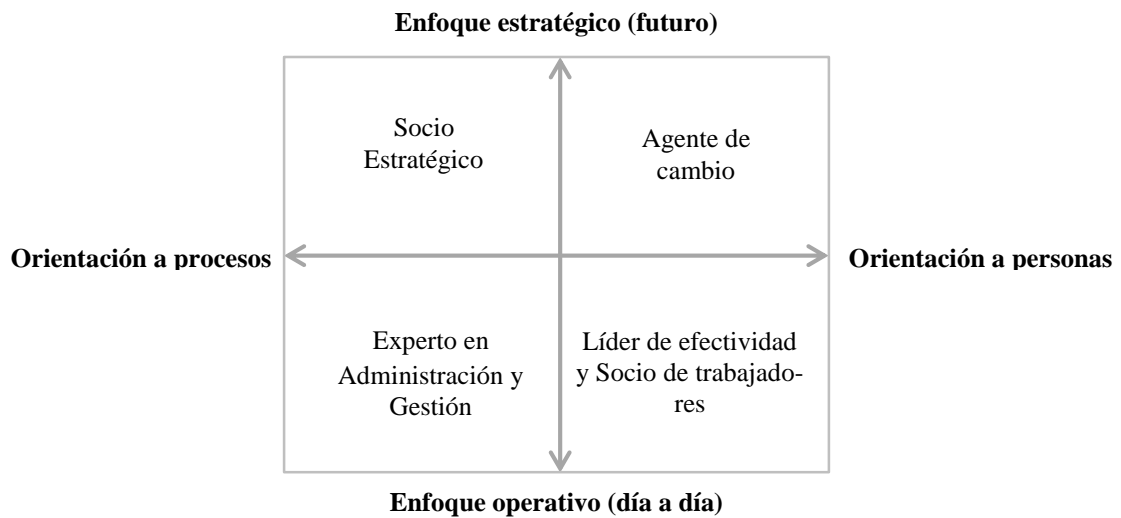 Enfoque estratégico (futuro)
Socio
Estratégico
Agente de
cambio
Orientación a procesos
Orientación a personas
Experto en
Administración y
Gestión
Líder de efectividad
y Socio de trabajado-
res
Enfoque operativo (día a día)